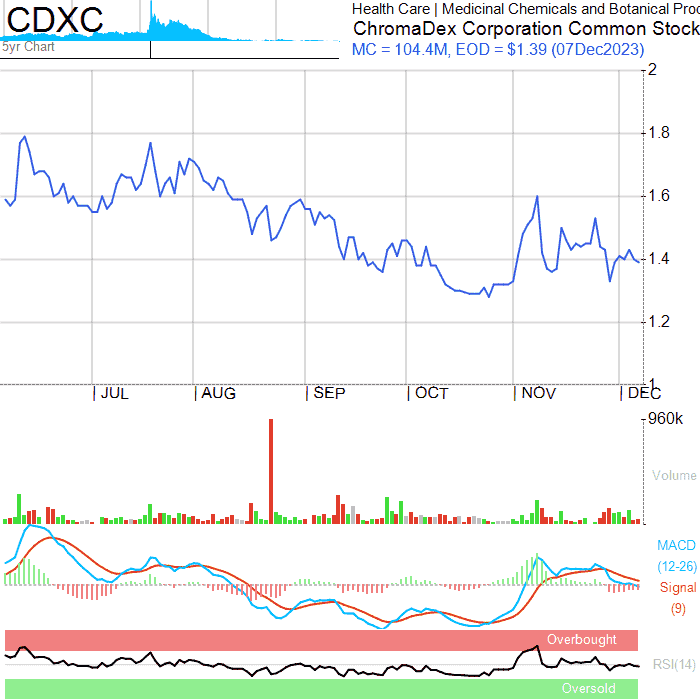 CDXC
5yr Chart
Health Care | Medicinal Chemicals and Botanical Proc
ChromaDex Corporation Common Stock
MC = 104.4M, EOD = $1.39 (07Dec2023)
2
1.8
1.6
1.4
1.2
1
JUL AUG SEP OCT NOV DEC
960k
Volume
MACD
(12-26)
Signal
(9)
Overbought
RSI(14)
Oversold